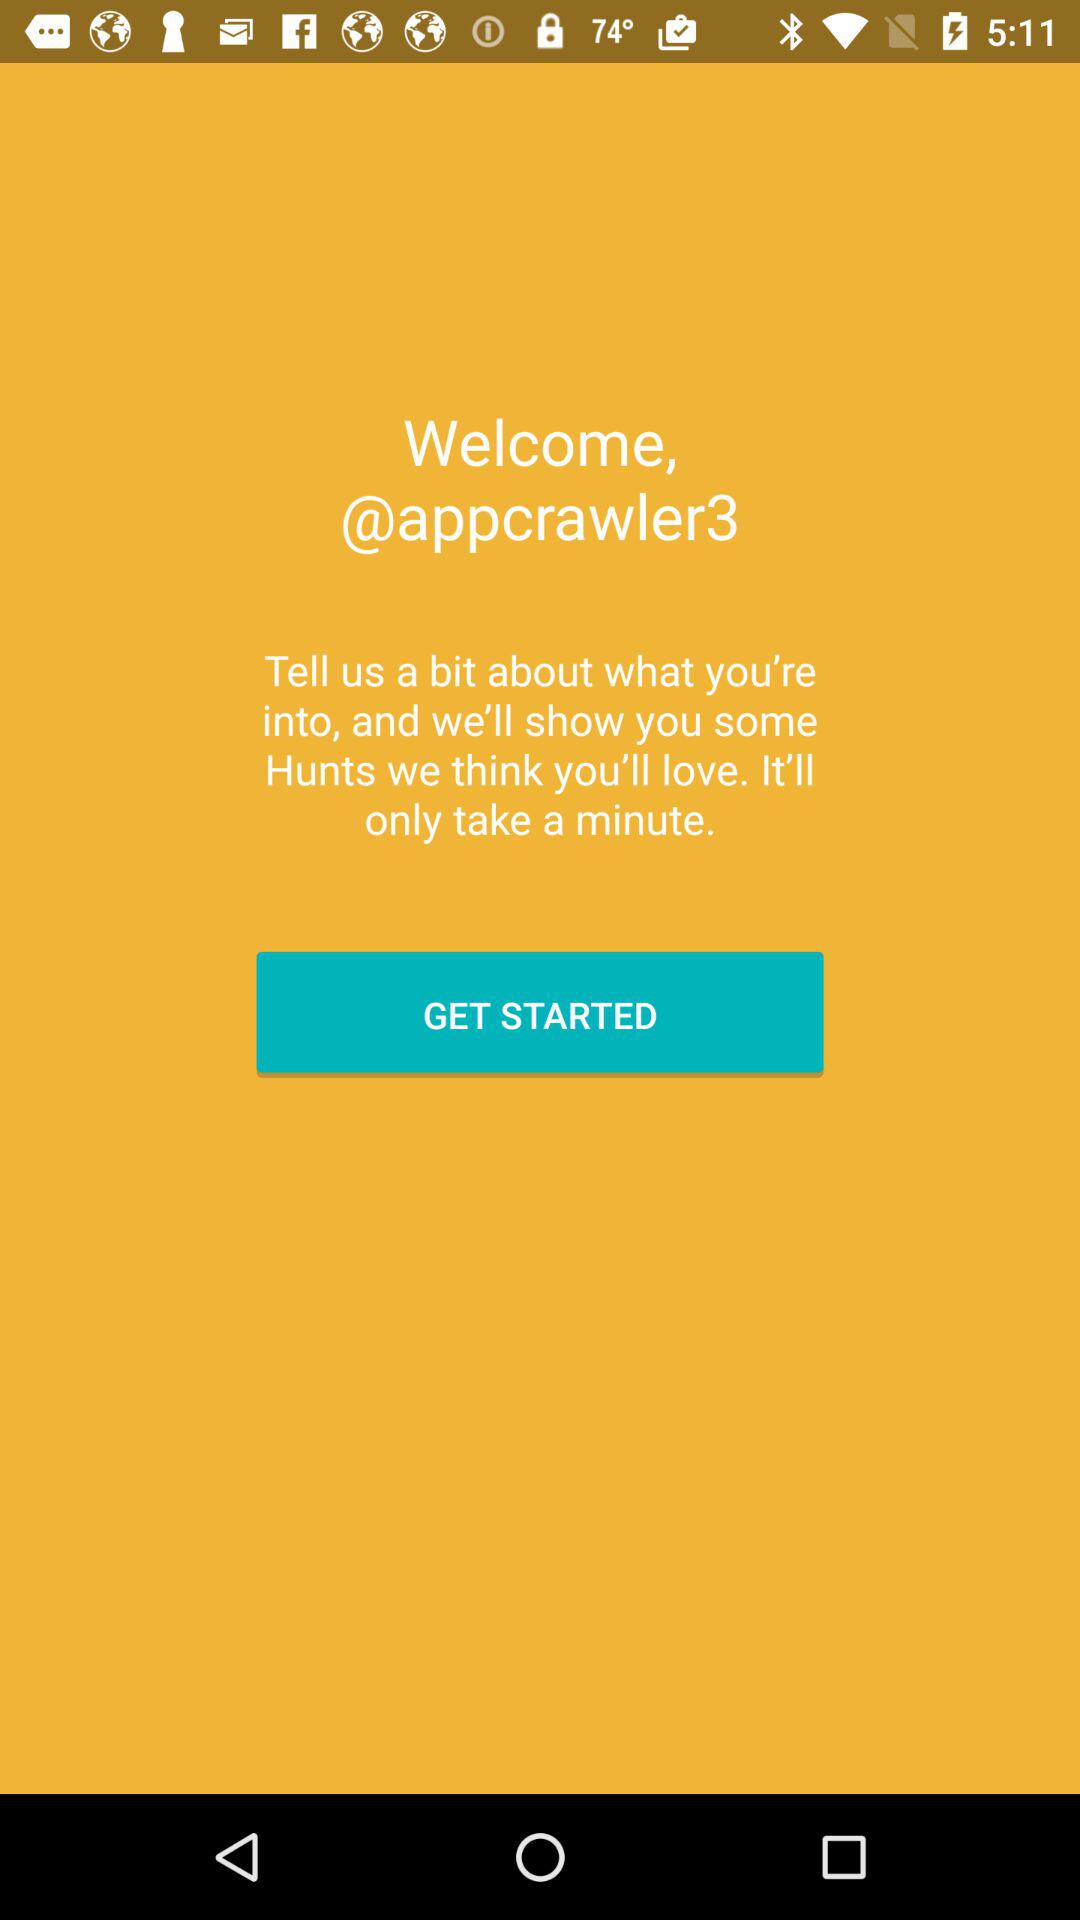 74° 5:11
Welcome,
@appcrawler3
Tell us a bit about what you’re
into, and we’ll show you some
Hunts we think you’ll love. It’ll
only take a minute.
GET STARTED